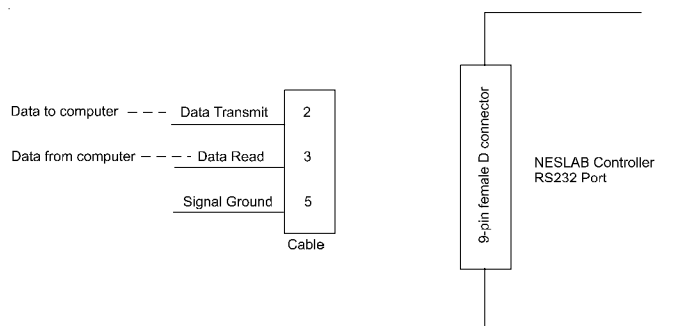 Data to computer
Data Transmit
2
Data from computer
Data Read
3
Signal Ground
5
Cable
9-pin female D connector
NESLAB Controller
RS232 Port